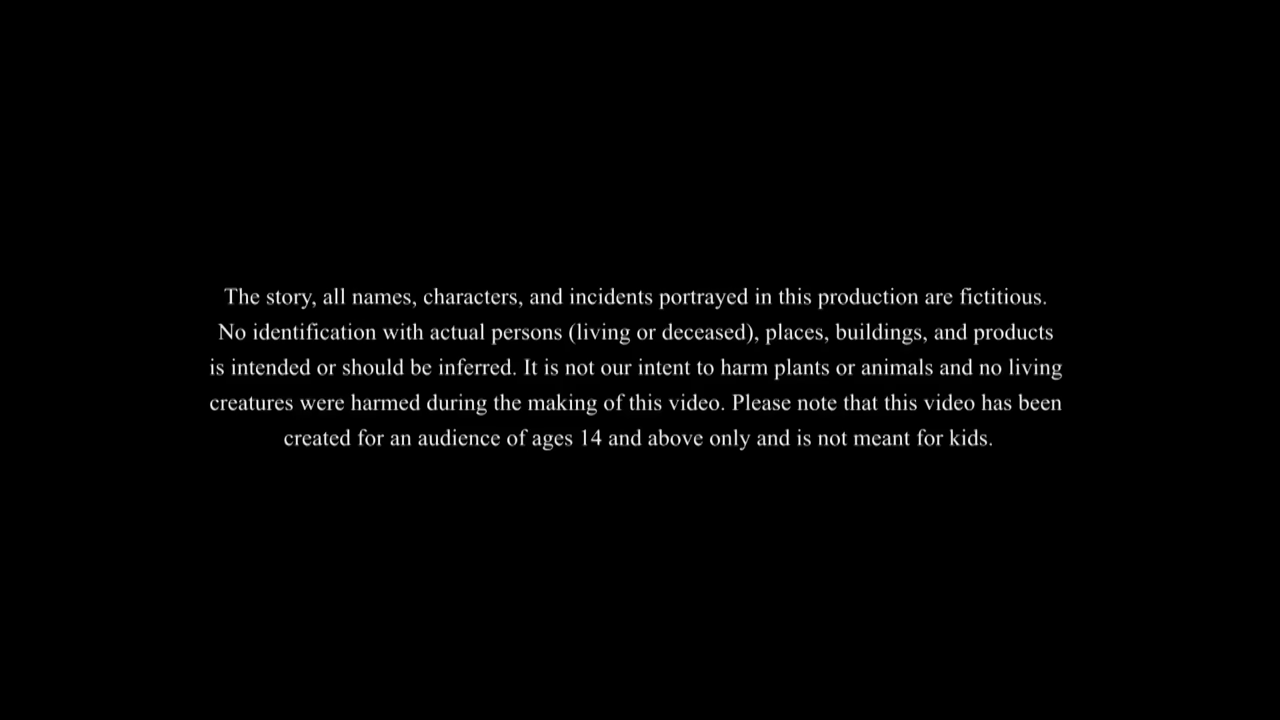 The story, all names, characters, and incidents portrayed in this production are fictitious.
No identification with actual persons (living or deceased), places, buildings, and products
is intended or should be inferred. It is not our intent to harm plants or animals and no living
creatures were harmed during the making of this video. Please note that this video has been
created for an audience of ages 14 and above only and is not meant for kids.